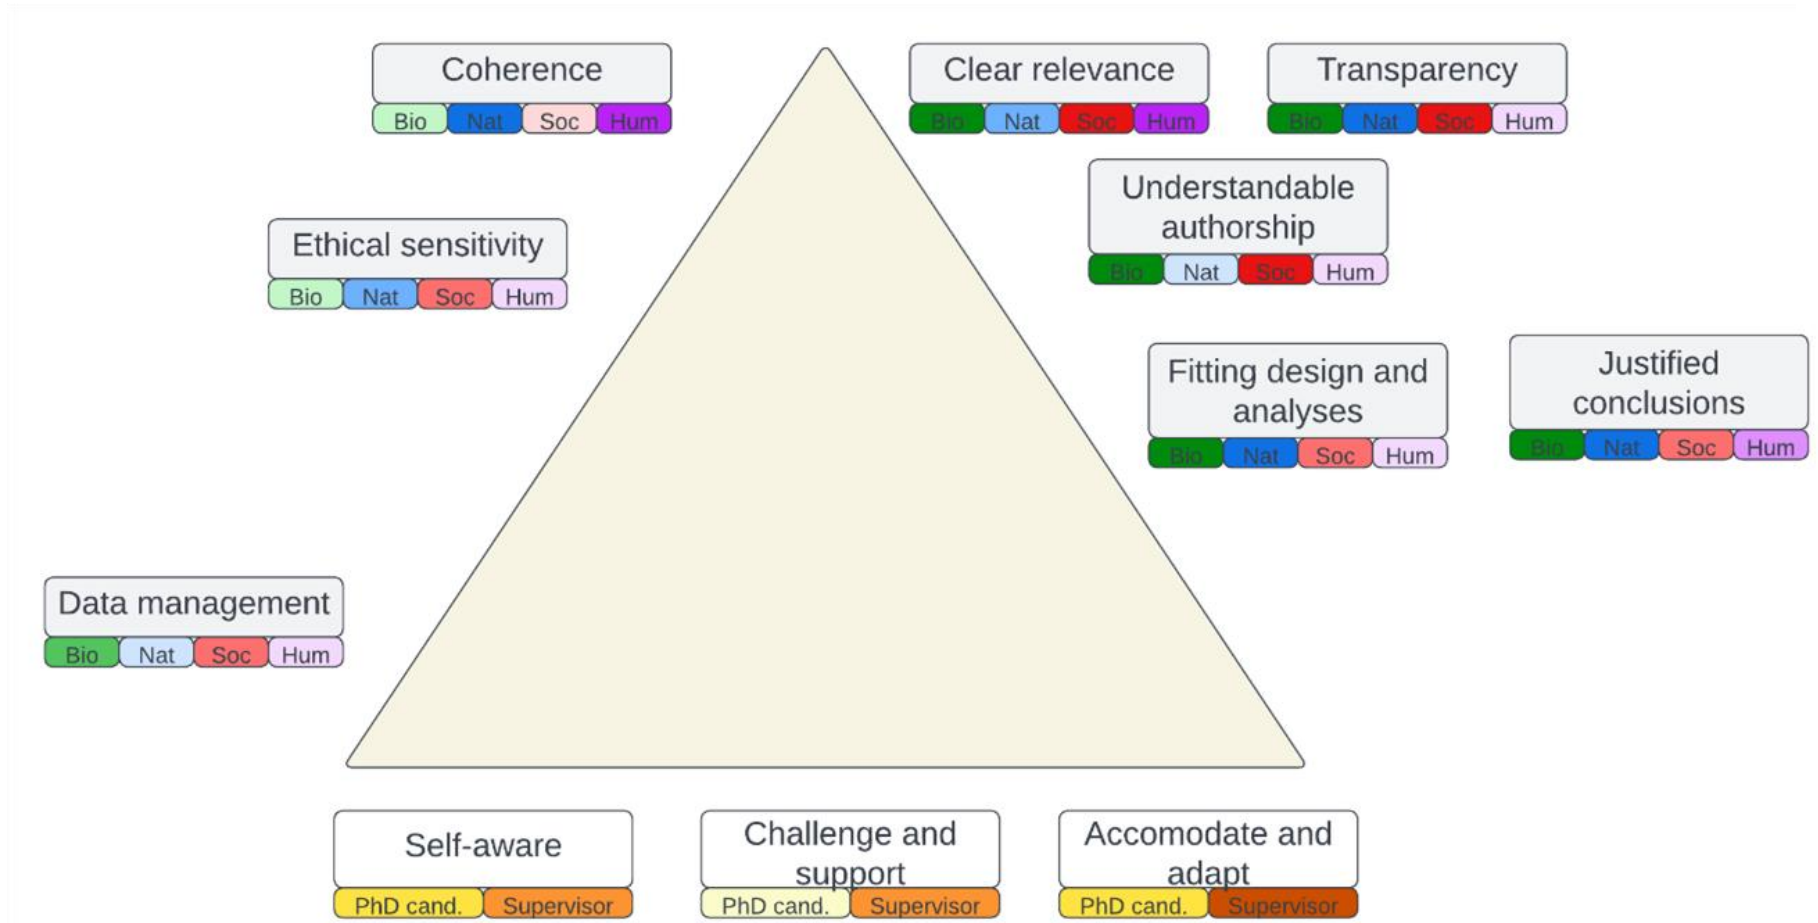 Coherence
Bio Nat Soc Hum
Clear relevance
Bio Nat Soc Hum
Transparency
Bio Nat Soc Hum
Understandable
authorship
Bio Nat Soc Hum
Ethical sensitivity
Bio Nat Soc Hum
Fitting design and
analyses
Bio Nat Soc Hum
Justified
conclusions
Bio Nat Soc Hum
Data management
Bio Nat Soc Hum
Self-aware
PhD cand. Supervisor
Challenge and
support
PhD cand. Supervisor
Accomodate and
adapt
PhD cand. Supervisor